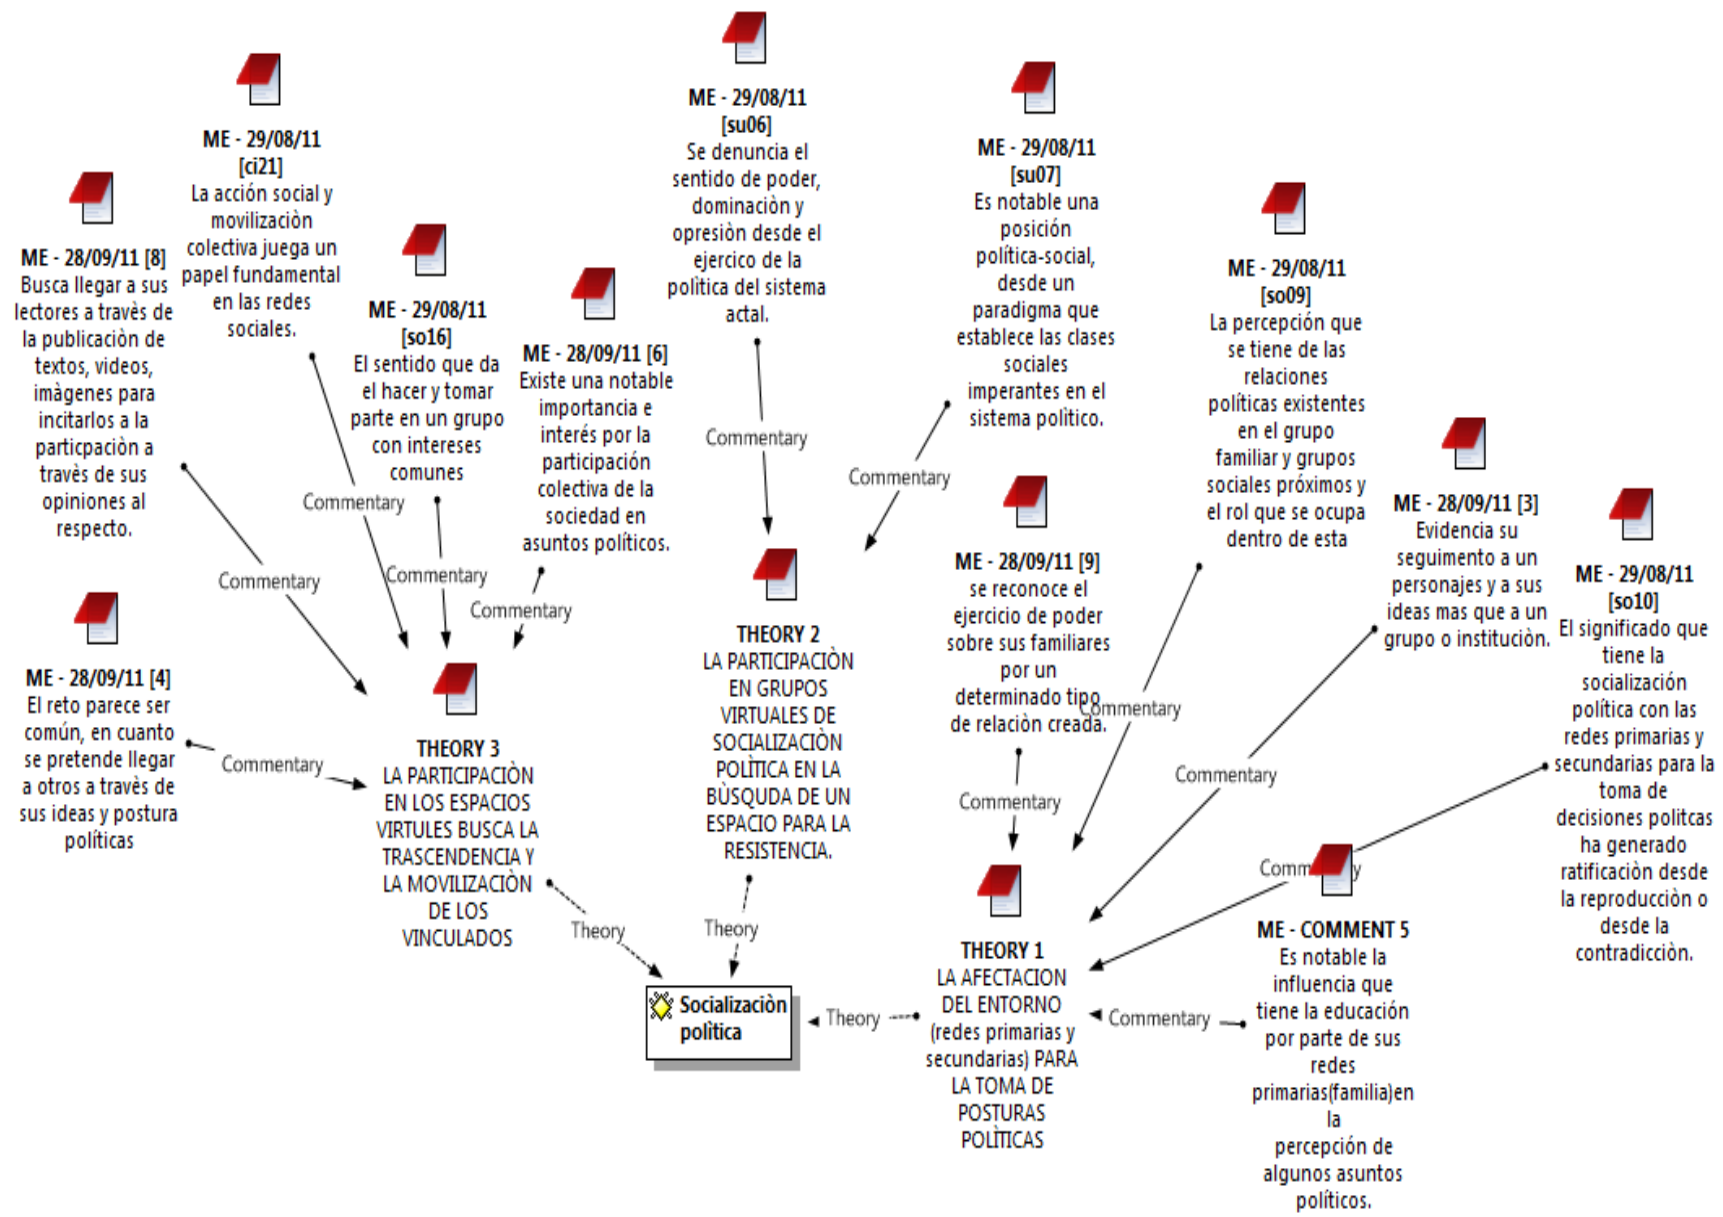 ME - 28/09/11 [8]
Busca llegar a sus
lectores a travès de
la publicaciòn de
textos, videos,
imàgenes para
incitarlos a la
particpaciòn a
travès de sus
opiniones al
respecto.
ME - 29/08/11
[ci21]
La acción social y
movilizaciòn
colectiva juega un
papel fundamental
en las redes
sociales.
ME - 29/08/11
[so16]
El sentido que da
el hacer y tomar
parte en un grupo
con intereses
comunes
ME - 28/09/11 [6]
Existe una notable
importancia e
interés por la
participación
colectiva de la
sociedad en
asuntos políticos.
ME - 29/08/11
[su06]
Se denuncia el
sentido de poder,
dominaciòn y
opresiòn desde el
ejercico de la
polìtica del sistema
actal.
ME - 29/08/11
[su07]
Es notable una
posición
política-social,
desde un
paradigma que
establece las clases
sociales
imperantes en el
sistema polìtico.
ME - 29/08/11
[so09]
La percepción que
se tiene de las
relaciones
políticas existentes
en el grupo
familiar y grupos
sociales próximos y
el rol que se ocupa
dentro de esta
ME - 28/09/11 [3]
Evidencia su
seguimento a un
personajes y a sus
ideas mas que a un
grupo o instituciòn.
ME - 29/08/11
[so10]
El significado que
tiene la
socialización
política con las
redes primarias y
secundarias para la
toma de
decisiones politcas
ha generado
ratificaciòn desde
la reproducciòn o
desde la
contradicciòn.
ME - 28/09/11 [9]
se reconoce el
ejercicio de poder
sobre sus familiares
por un
determinado tipo
de relaciòn creada.
ME - 28/09/11 [4]
El reto parece ser
común, en cuanto
se pretende llegar
a otros a travès de
sus ideas y postura
políticas
ME - COMMENT 5
Es notable la
influencia que
tiene la educación
por parte de sus
redes
primarias(familia)en
la
percepción de
algunos asuntos
políticos.
Commentary
Commentary
Commentary
Commentary
Commentary
Commentary
Commentary
Commentary
Commentary
Commentary
Commentary
Commentary
THEORY 3
LA PARTICIPACIÒN
EN LOS ESPACIOS
VIRTULES BUSCA LA
TRASCENDENCIA Y
LA MOVILIZACIÒN
DE LOS
VINCULADOS
THEORY 2
LA PARTICIPACIÒN
EN GRUPOS
VIRTUALES DE
SOCIALIZACIÒN
POLÌTICA EN LA
BÙSQUDA DE UN
ESPACIO PARA LA
RESISTENCIA.
THEORY 1
LA AFECTACION
DEL ENTORNO
(redes primarias y
secundarias) PARA
LA TOMA DE
POSTURAS
POLÌTICAS
Theory
Theory
Theory
Socializaciòn
polìtica